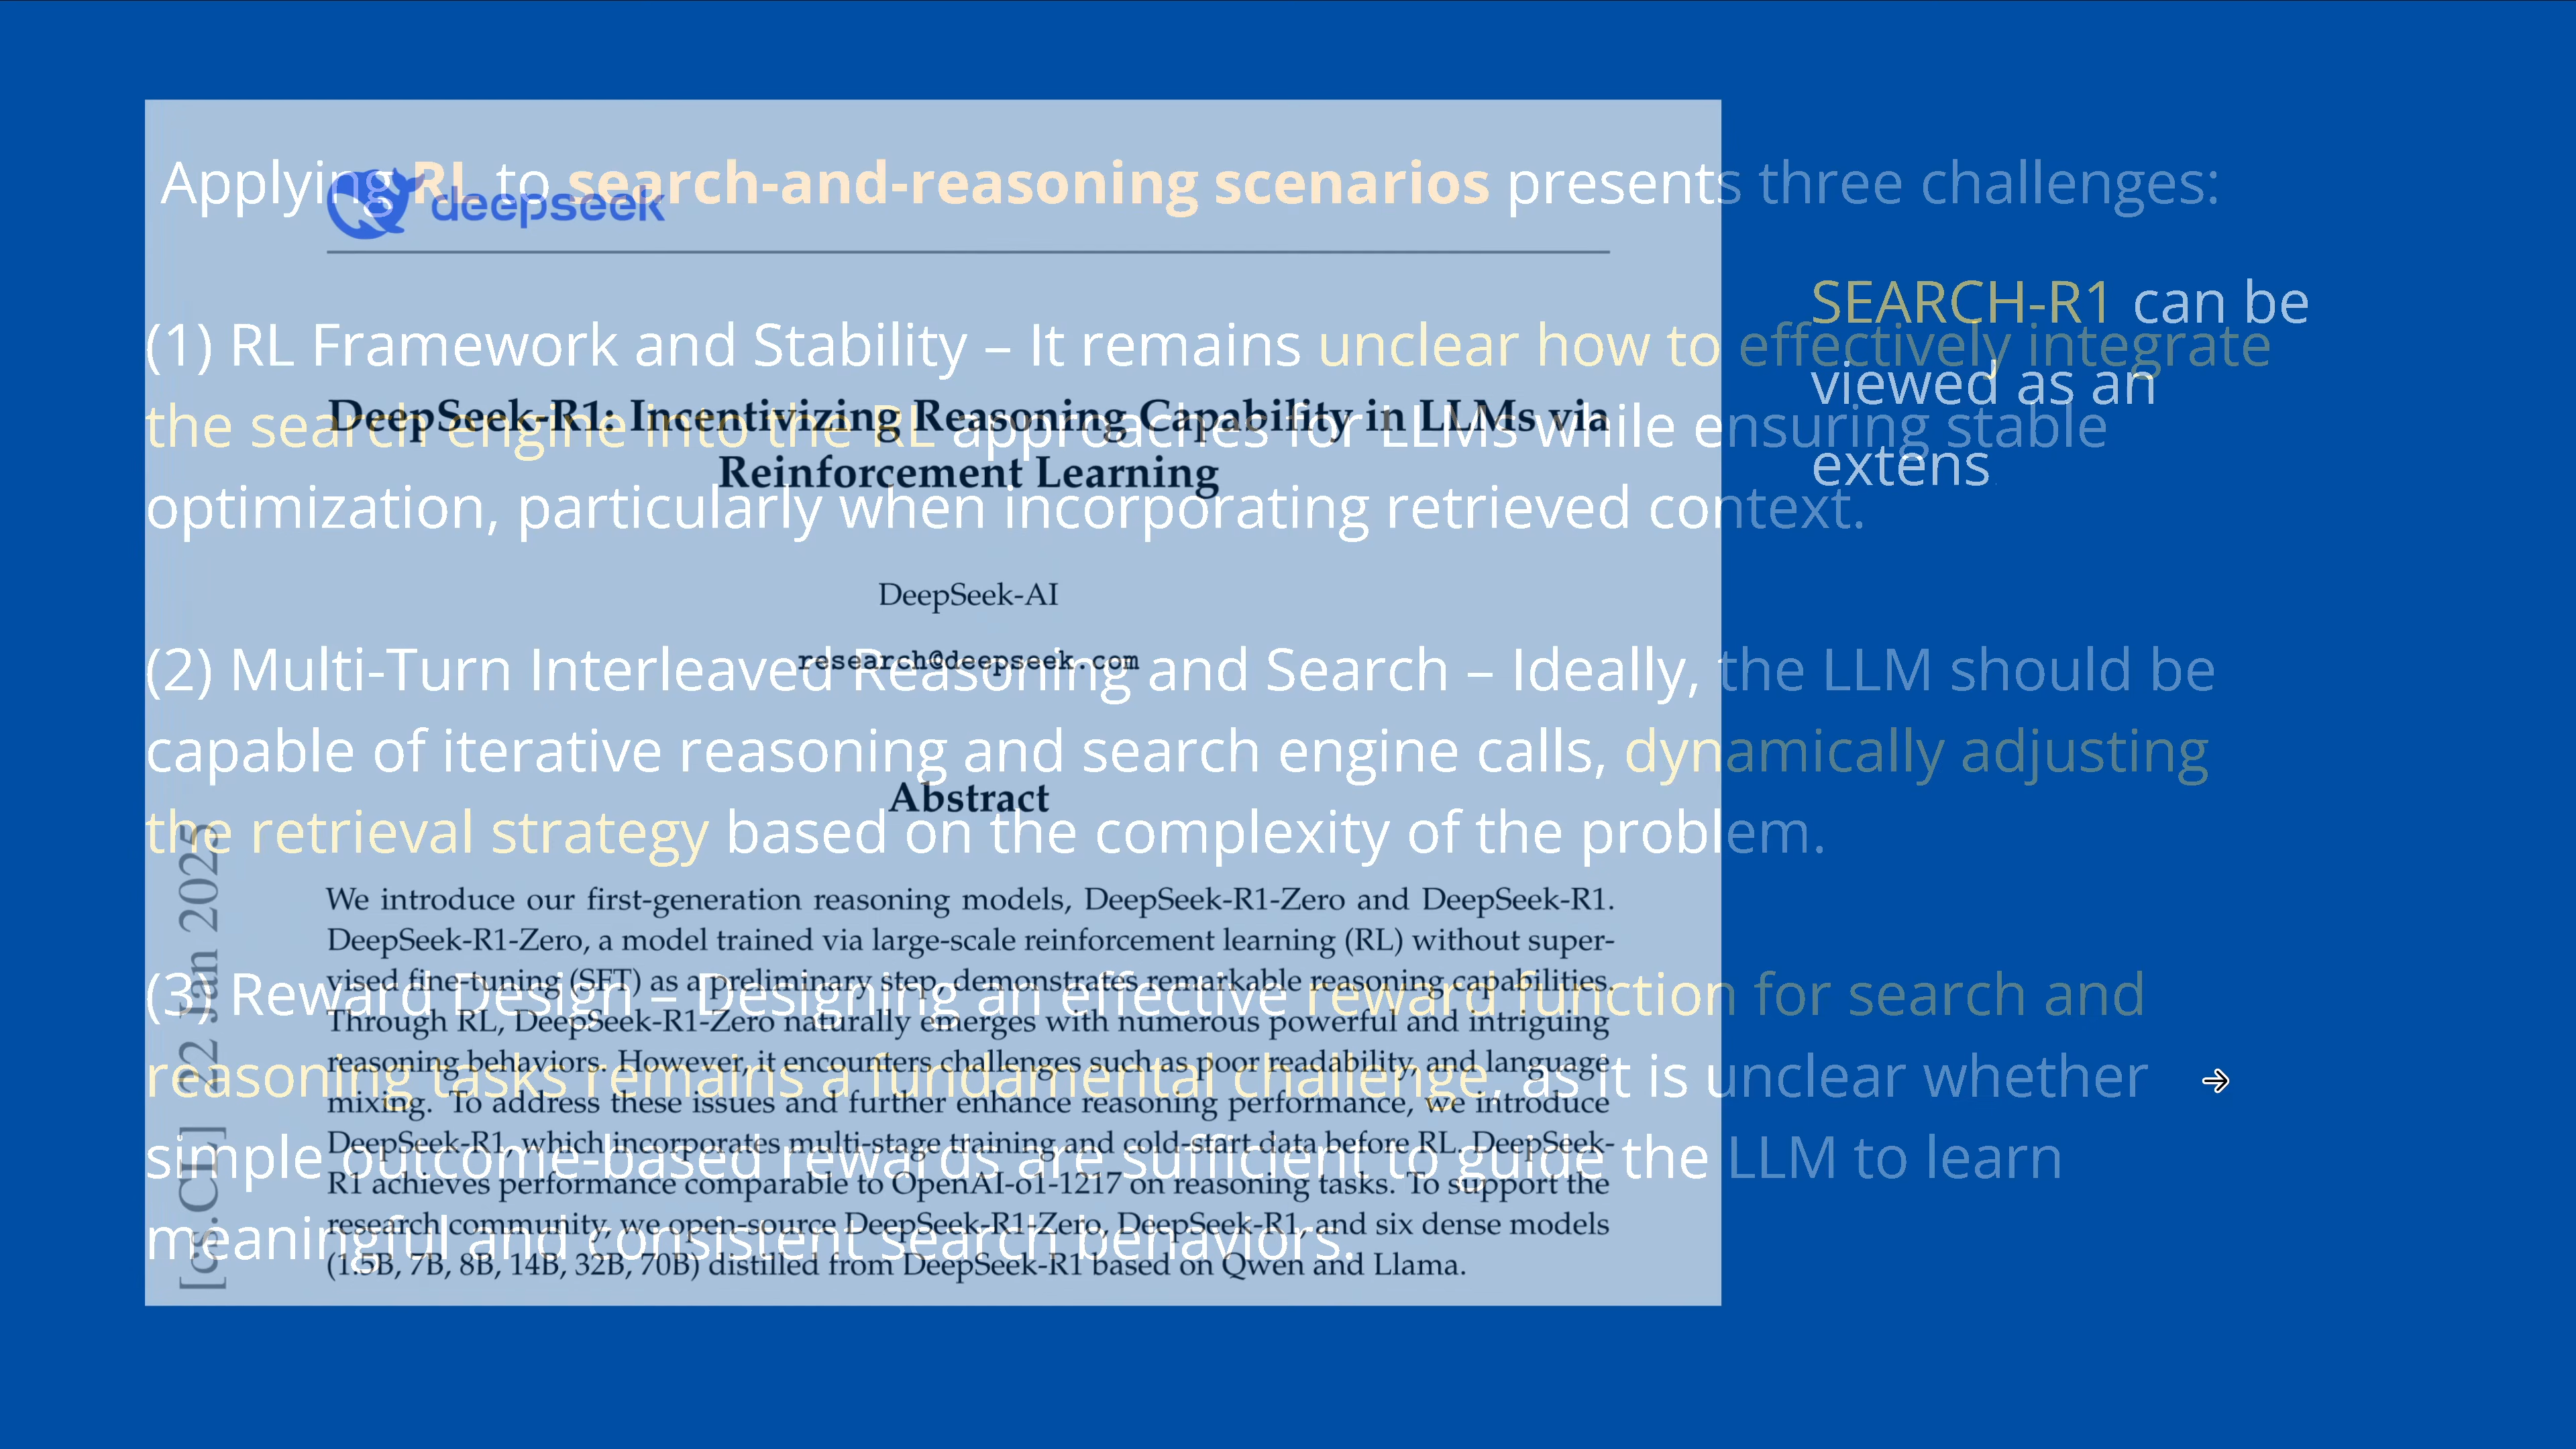 Applying RL to search-and-reasoning scenarios presents three challenges:
(1) RL Framework and Stability – It remains unclear how to effectively integrate
the search engine into the RL approaches for LLMs while ensuring stable
optimization, particularly when incorporating retrieved context.
(2) Multi-Turn Interleaved Reasoning and Search – Ideally, the LLM should be
capable of iterative reasoning and search engine calls, dynamically adjusting
the retrieval strategy based on the complexity of the problem.
(3) Reward Design – Designing an effective reward function for search and
reasoning tasks remains a fundamental challenge, as it is unclear whether
simple outcome-based rewards are sufficient to guide the LLM to learn
meaningful and consistent search behaviors.
deepseek
DeepSeek-R1: Incentivizing Reasoning Capability in LLMs via
Reinforcement Learning
DeepSeek-AI
research@deepseek.com
Abstract
We introduce our first-generation reasoning models, DeepSeek-R1-Zero and DeepSeek-R1.
DeepSeek-R1-Zero, a model trained via large-scale reinforcement learning (RL) without super-
vised fine-tuning (SFT) as a preliminary step, demonstrates remarkable reasoning capabilities.
Through RL, DeepSeek-R1-Zero naturally emerges with numerous powerful and intriguing
reasoning behaviors. However, it encounters challenges such as poor readability, and language
mixing. To address these issues and further enhance reasoning performance, we introduce
DeepSeek-R1, which incorporates multi-stage training and cold-start data before RL. DeepSeek-
R1 achieves performance comparable to OpenAI-o1-1217 on reasoning tasks. To support the
research community, we open-source DeepSeek-R1-Zero, DeepSeek-R1, and six dense models
(1.5B, 7B, 8B, 14B, 32B, 70B) distilled from DeepSeek-R1 based on Qwen and Llama.
[cs.CL] 22 Jan 2025
SEARCH-R1 can be
viewed as an
extens